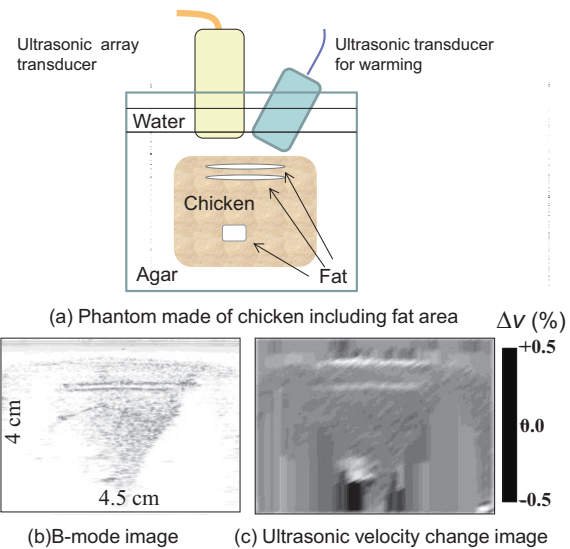 Ultrasonic array
transducer
Ultrasonic transducer
for warming
Water
Chicken
Agar
Fat
(a) Phantom made of chicken including fat area
Δv (%)
+0.5
0.0
-0.5
4 cm
4.5 cm
(b)B-mode image
(c) Ultrasonic velocity change image